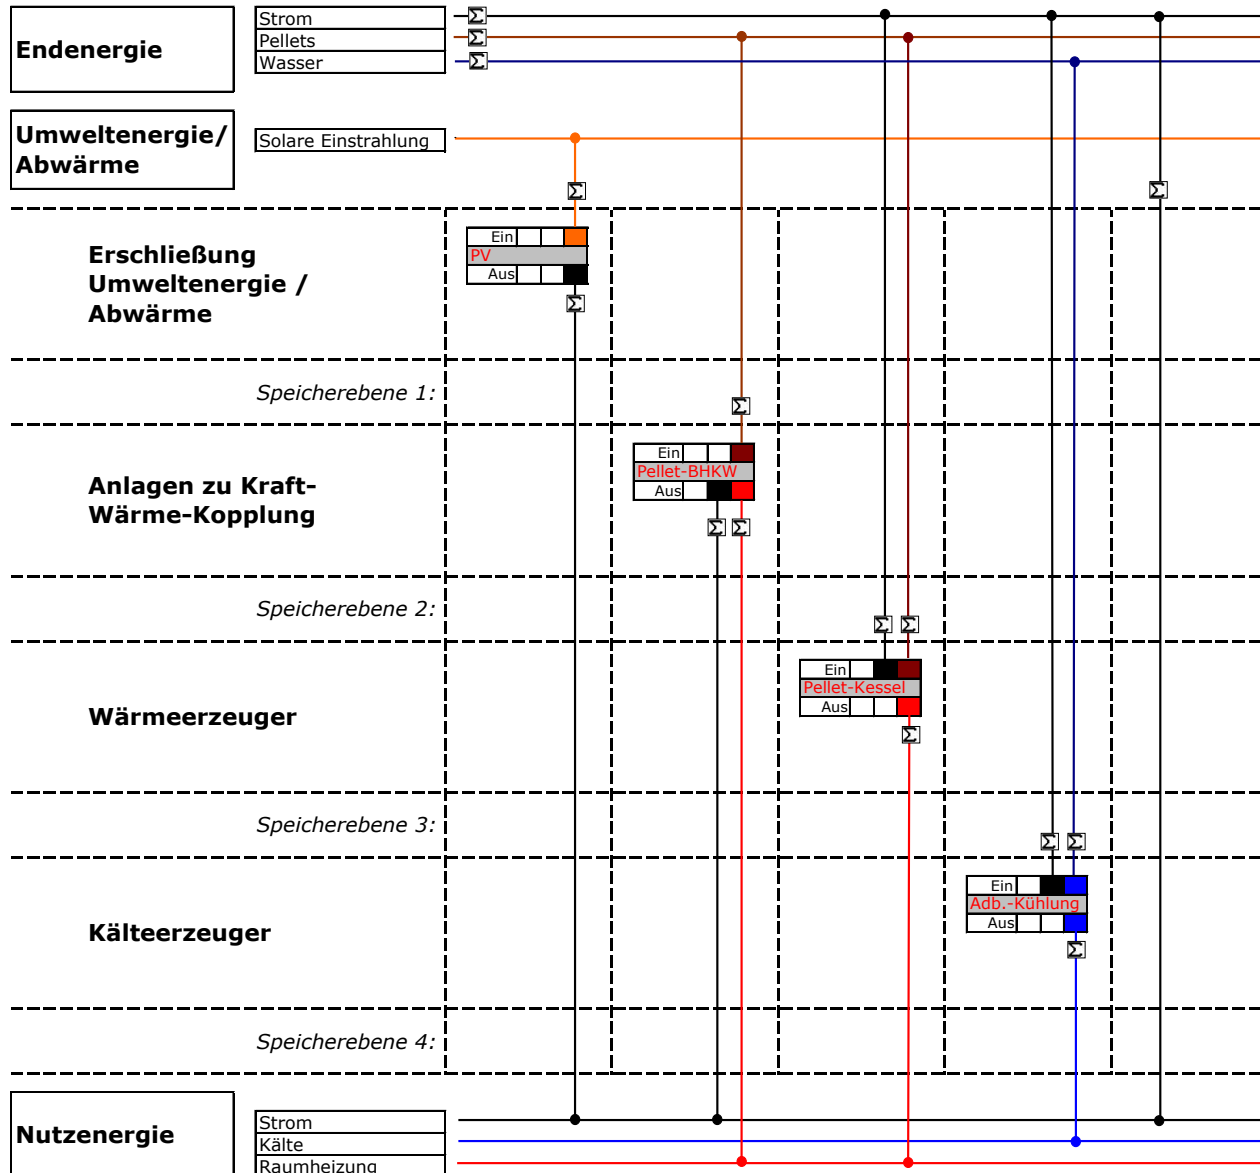 Endenergie
Strom
Σ
Pellets
Σ
Wasser
Σ
Umweltenergie/
Abwärme
Solare Einstrahlung
Σ
Σ
Erschließung
Umweltenergie /
Abwärme
Ein
PV
Aus
Σ
Speicherebene 1:
Σ
Anlagen zu Kraft-
Wärme-Kopplung
Ein
Pellet-BHKW
Aus
Σ Σ
Speicherebene 2:
Σ Σ
Wärmeerzeuger
Ein
Pellet-Kessel
Aus
Σ
Speicherebene 3:
Σ Σ
Kälteerzeuger
Ein
Adb.-Kühlung
Aus
Σ
Speicherebene 4:
Nutzenergie
Strom
Kälte
Raumheizung